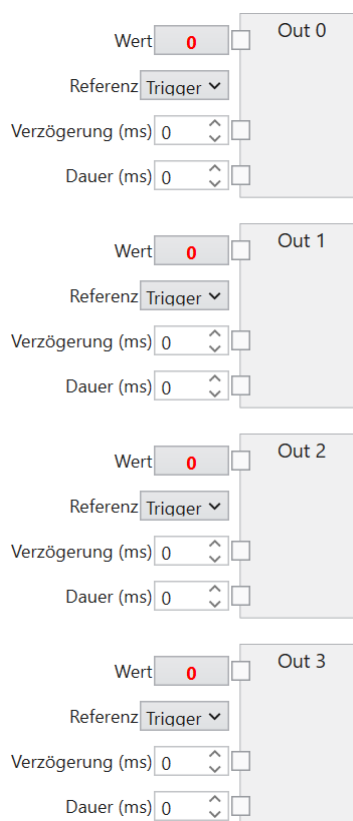 Wert 0 Out 0
Referenz Trigger
Verzögerung (ms) 0
Dauer (ms) 0
Wert 0 Out 1
Referenz Trigger
Verzögerung (ms) 0
Dauer (ms) 0
Wert 0 Out 2
Referenz Trigger
Verzögerung (ms) 0
Dauer (ms) 0
Wert 0 Out 3
Referenz Trigger
Verzögerung (ms) 0
Dauer (ms) 0